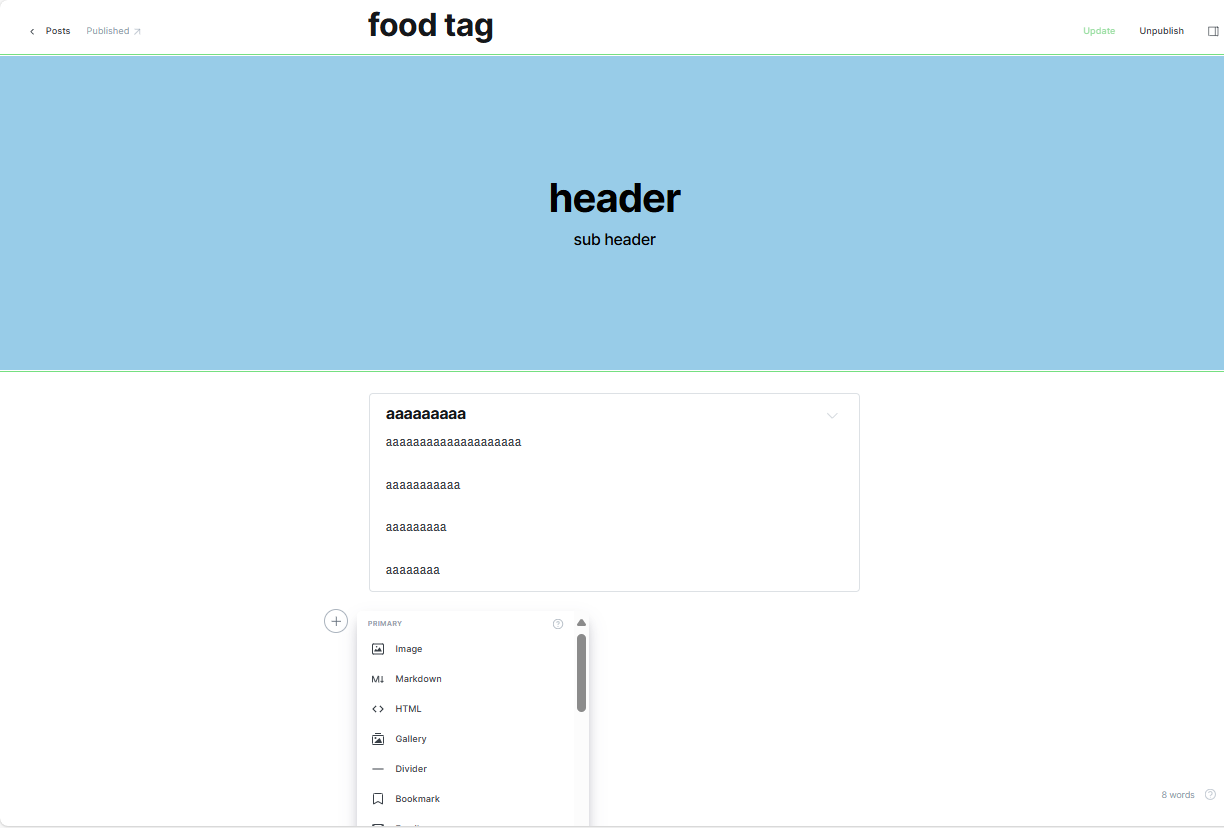 Posts Published
food tag
Update Unpublish
header
sub header
aaaaaaaaa
aaaaaaaaaaaaaaaaaaaa
aaaaaaaaaaa
aaaaaaaaa
aaaaaaaa
PRIMARY
Image
Markdown
HTML
Gallery
Divider
Bookmark
8 words